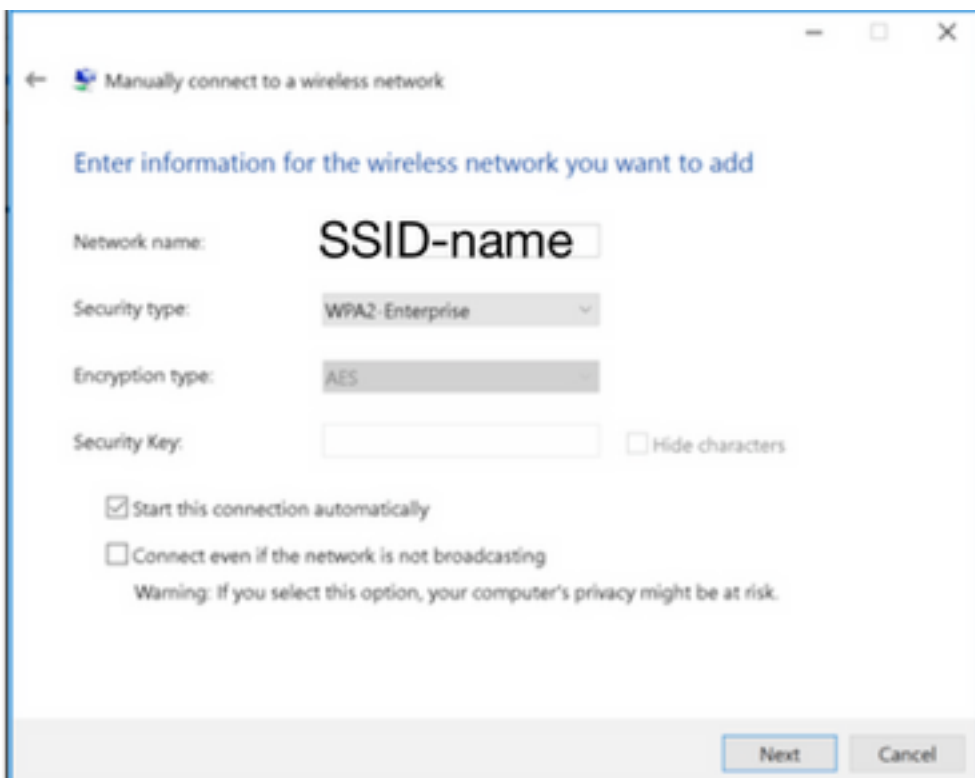 Manually connect to a wireless network
Enter information for the wireless network you want to add
Network name: SSID-name
Security type: WPA2-Enterprise
Encryption type: AES
Security Key: Hide characters
Start this connection automatically
Connect even if the network is not broadcasting
Warning: If you select this option, your computer's privacy might be at risk.
Next Cancel